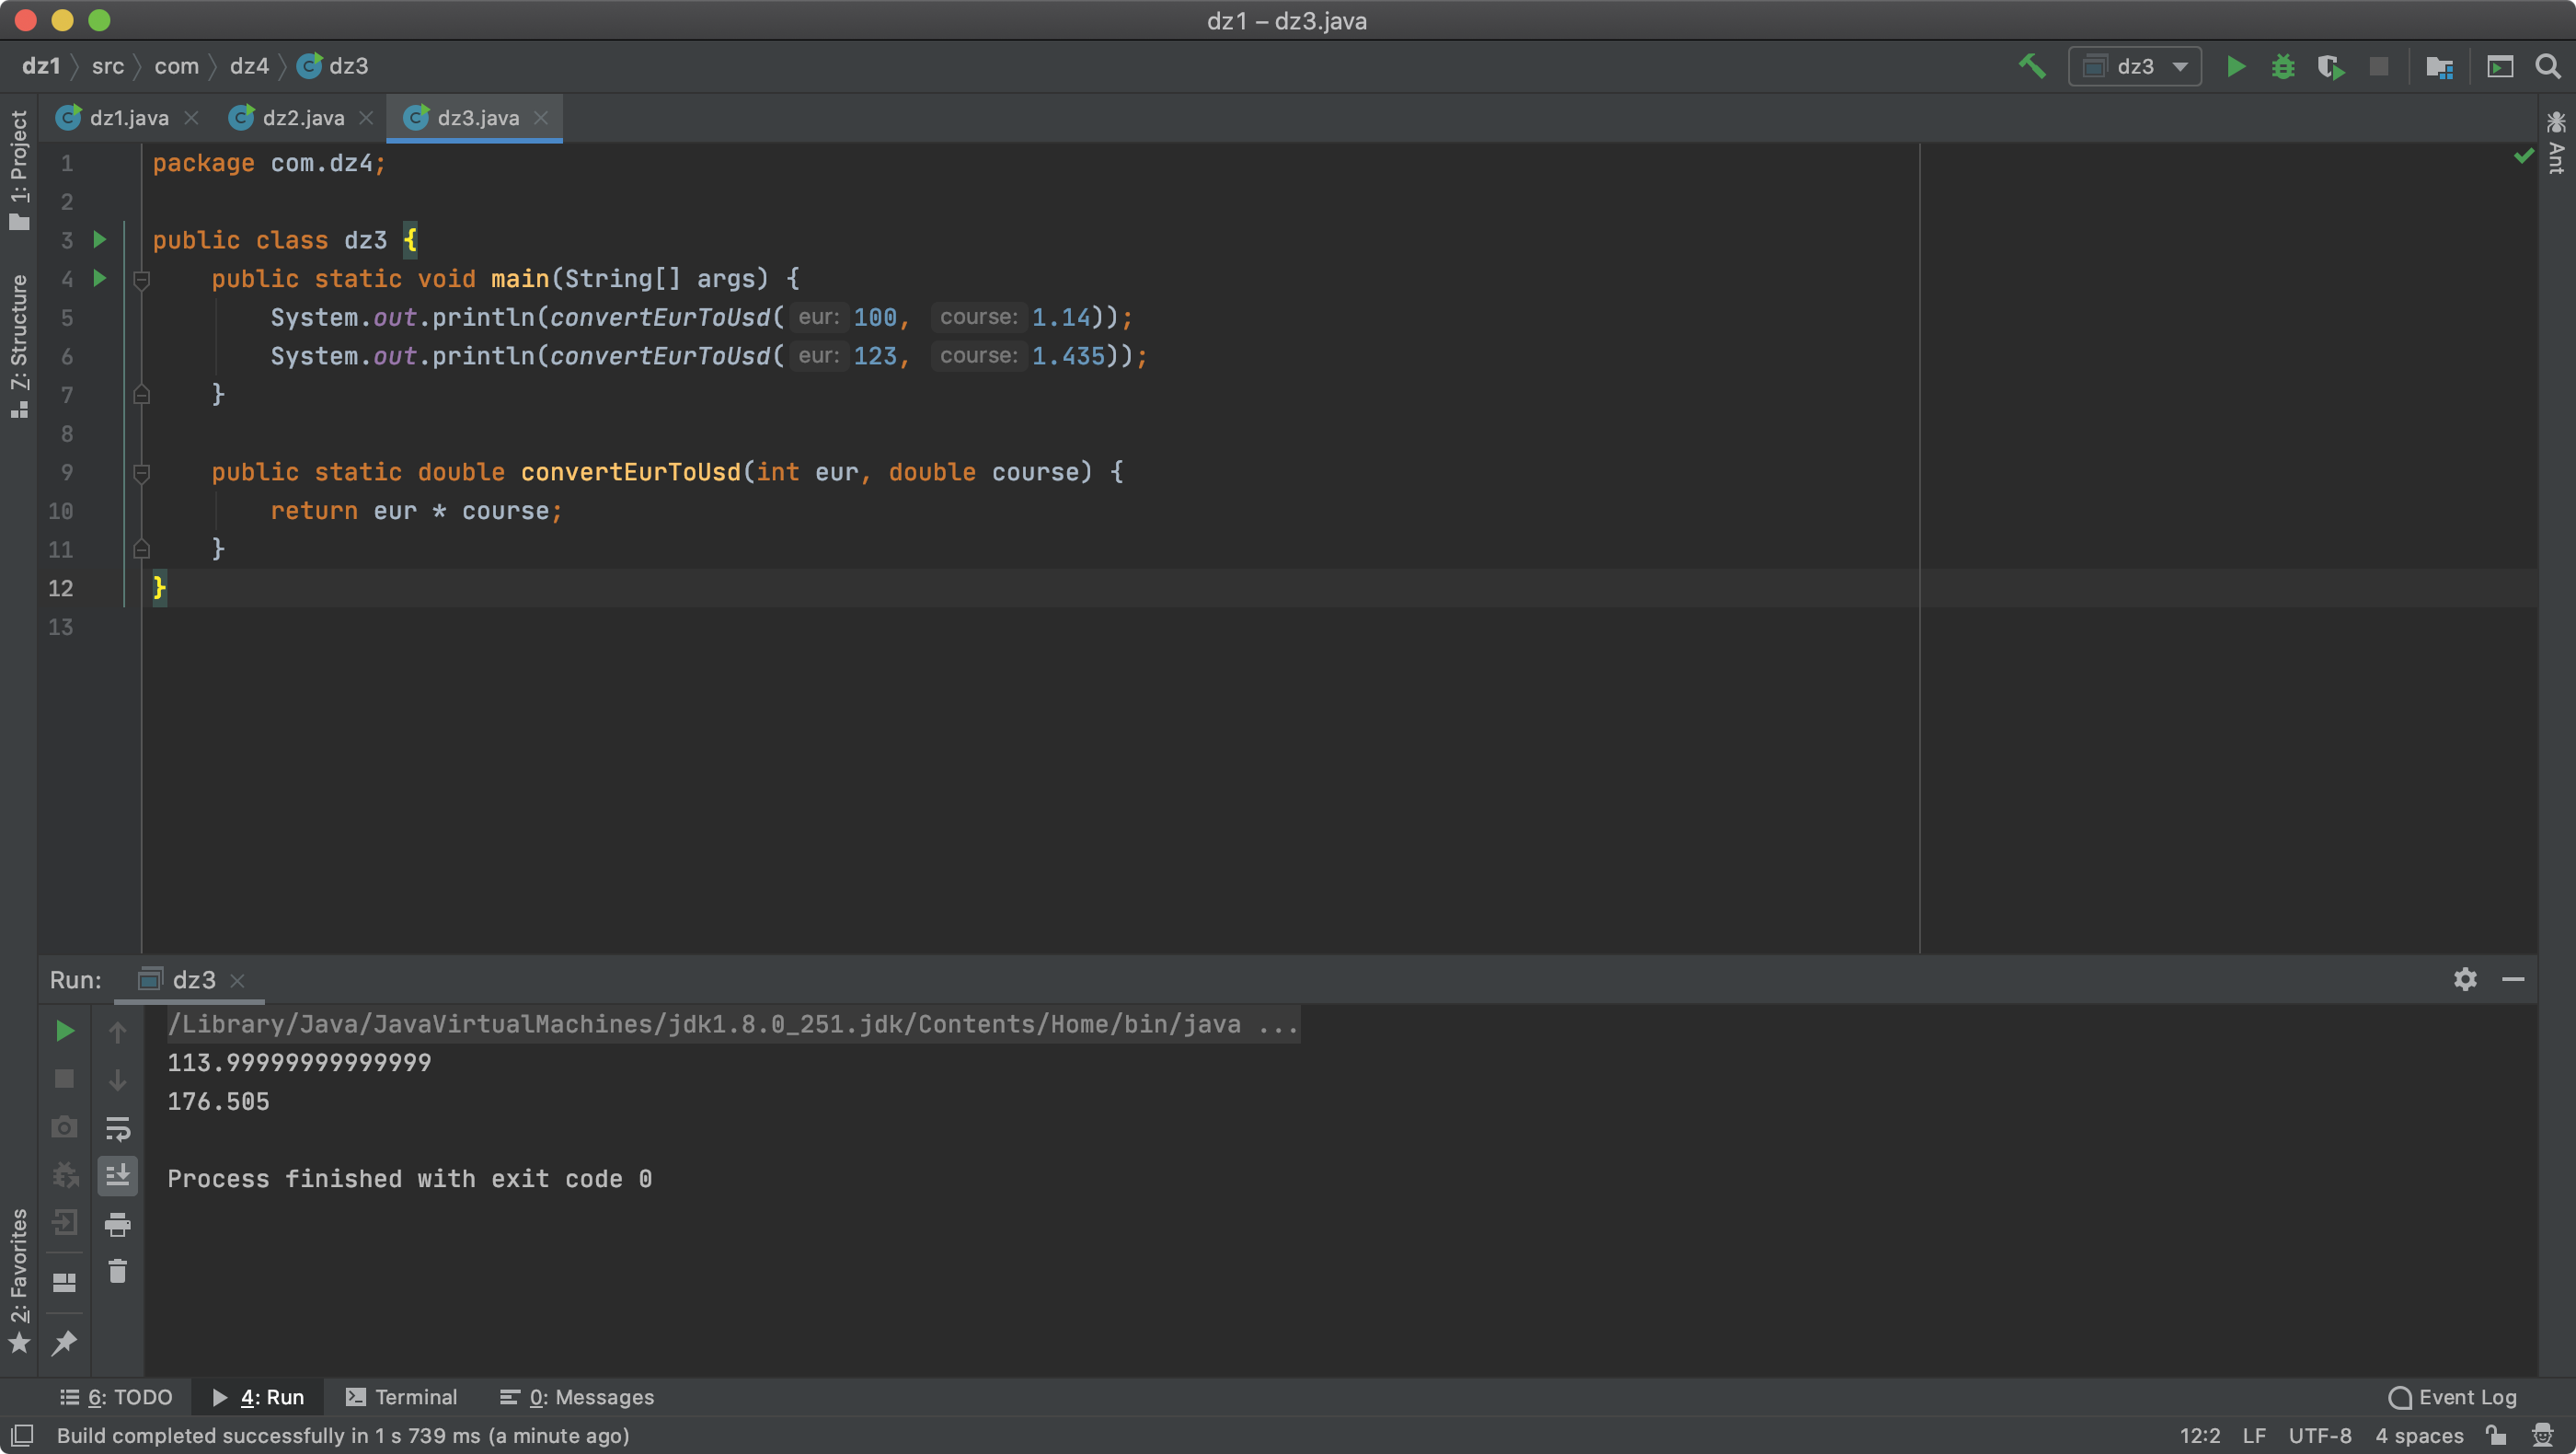 dz1 – dz3.java
dz1 src com dz4 dz3
dz3
dz1.java dz2.java dz3.java
1: Project
7: Structure
2: Favorites
Ant
1 package com.dz4;
2
3 public class dz3 {
4 public static void main(String[] args) {
5 System.out.println(convertEurToUsd( eur: 100, course: 1.14));
6 System.out.println(convertEurToUsd( eur: 123, course: 1.435));
7 }
8
9 public static double convertEurToUsd(int eur, double course) {
10 return eur * course;
11 }
12 }
13
Run: dz3
/Library/Java/JavaVirtualMachines/jdk1.8.0_251.jdk/Contents/Home/bin/java ...
113.99999999999999
176.505
Process finished with exit code 0
6: TODO 4: Run Terminal 0: Messages Event Log
Build completed successfully in 1 s 739 ms (a minute ago) 12:2 LF UTF-8 4 spaces